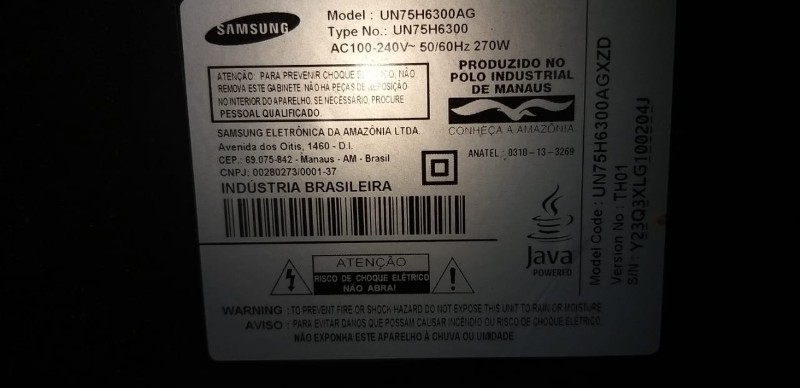 SAMSUNG
Model : UN75H6300AG
Type No.: UN75H6300
AC100-240V~ 50/60Hz 270W
ATENÇÃO: PARA PREVENIR CHOQUE NÃO
REMOVA ESTE GABINETE. NÃO HÁ PEÇAS DE REPOSIÇÃO
NO INTERIOR DO APARELHO. SE NECESSÁRIO, PROCURE
PESSOAL QUALIFICADO.
PRODUZIDO NO
PÓLO INDUSTRIAL
DE MANAUS
CONHEÇA A AMAZÔNIA
SAMSUNG ELETRÔNICA DA AMAZÔNIA LTDA.
Avenida dos Oitis, 1460 - D.I.
CEP.: 69.075-842 - Manaus - AM - Brasil
CNPJ: 00280273/0001-37
INDÚSTRIA BRASILEIRA
ANATEL : 0310-13-3269
Java
POWERED
ATENÇÃO
RISCO DE CHOQUE ELÉTRICO
NÃO ABRA!
WARNING : TO PREVENT FIRE OR SHOCK HAZARD DO NOT EXPOSE THIS UNIT TO RAIN OR MOISTURE
AVISO : PARA EVITAR DANOS QUE POSSAM CAUSAR INCÊNDIO OU RISCO DE CHOQUE ELÉTRICO,
NÃO EXPONHA ESTE APARELHO À CHUVA OU UMIDADE.
Model Code : UN75H6300AGXZD
Version No : TH01
S/N : Y23Q3XLG100204J